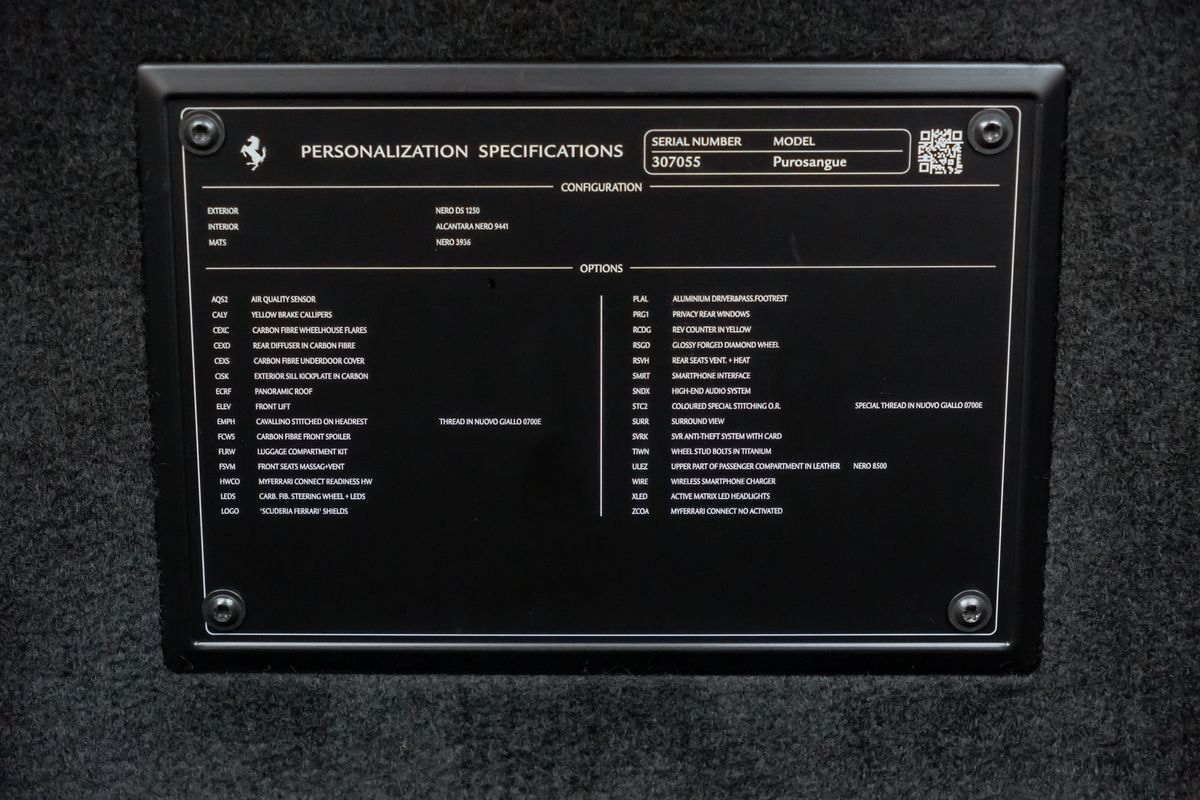 PERSONALIZATION SPECIFICATIONS
SERIAL NUMBER MODEL
307055 Purosangue
CONFIGURATION
EXTERIOR NERO DS 1250
INTERIOR ALCANTARA NERO 9441
MATS NERO 3936
OPTIONS
AQS2 AIR QUALITY SENSOR
CALY YELLOW BRAKE CALLIPERS
CEXC CARBON FIBRE WHEELHOUSE FLARES
CEXD REAR DIFFUSER IN CARBON FIBRE
CEXS CARBON FIBRE UNDERDOOR COVER
CISK EXTERIOR SILL KICKPLATE IN CARBON
ECRF PANORAMIC ROOF
ELEV FRONT LIFT
EMPH CAVALLINO STITCHED ON HEADREST THREAD IN NUOVO GIALLO 0700E
FCWS CARBON FIBRE FRONT SPOILER
FLRW LUGGAGE COMPARTMENT KIT
FSVM FRONT SEATS MASSAG+VENT
HWCO MYFERRARI CONNECT READINESS HW
LEDS CARB. FIB. STEERING WHEEL + LEDS
LOGO 'SCUDERIA FERRARI' SHIELDS
PLAL ALUMINIUM DRIVER&PASS.FOOTREST
PRG1 PRIVACY REAR WINDOWS
RCDG REV COUNTER IN YELLOW
RSGD GLOSSY FORGED DIAMOND WHEEL
RSVH REAR SEATS VENT. + HEAT
SMRT SMARTPHONE INTERFACE
SNDX HIGH-END AUDIO SYSTEM
STC2 COLOURED SPECIAL STITCHING O.R. SPECIAL THREAD IN NUOVO GIALLO 0700E
SURR SURROUND VIEW
SVRK SVR ANTI-THEFT SYSTEM WITH CARD
TIWN WHEEL STUD BOLTS IN TITANIUM
ULEZ UPPER PART OF PASSENGER COMPARTMENT IN LEATHER NERO 8500
WIRE WIRELESS SMARTPHONE CHARGER
XLED ACTIVE MATRIX LED HEADLIGHTS
ZCOA MYFERRARI CONNECT NO ACTIVATED